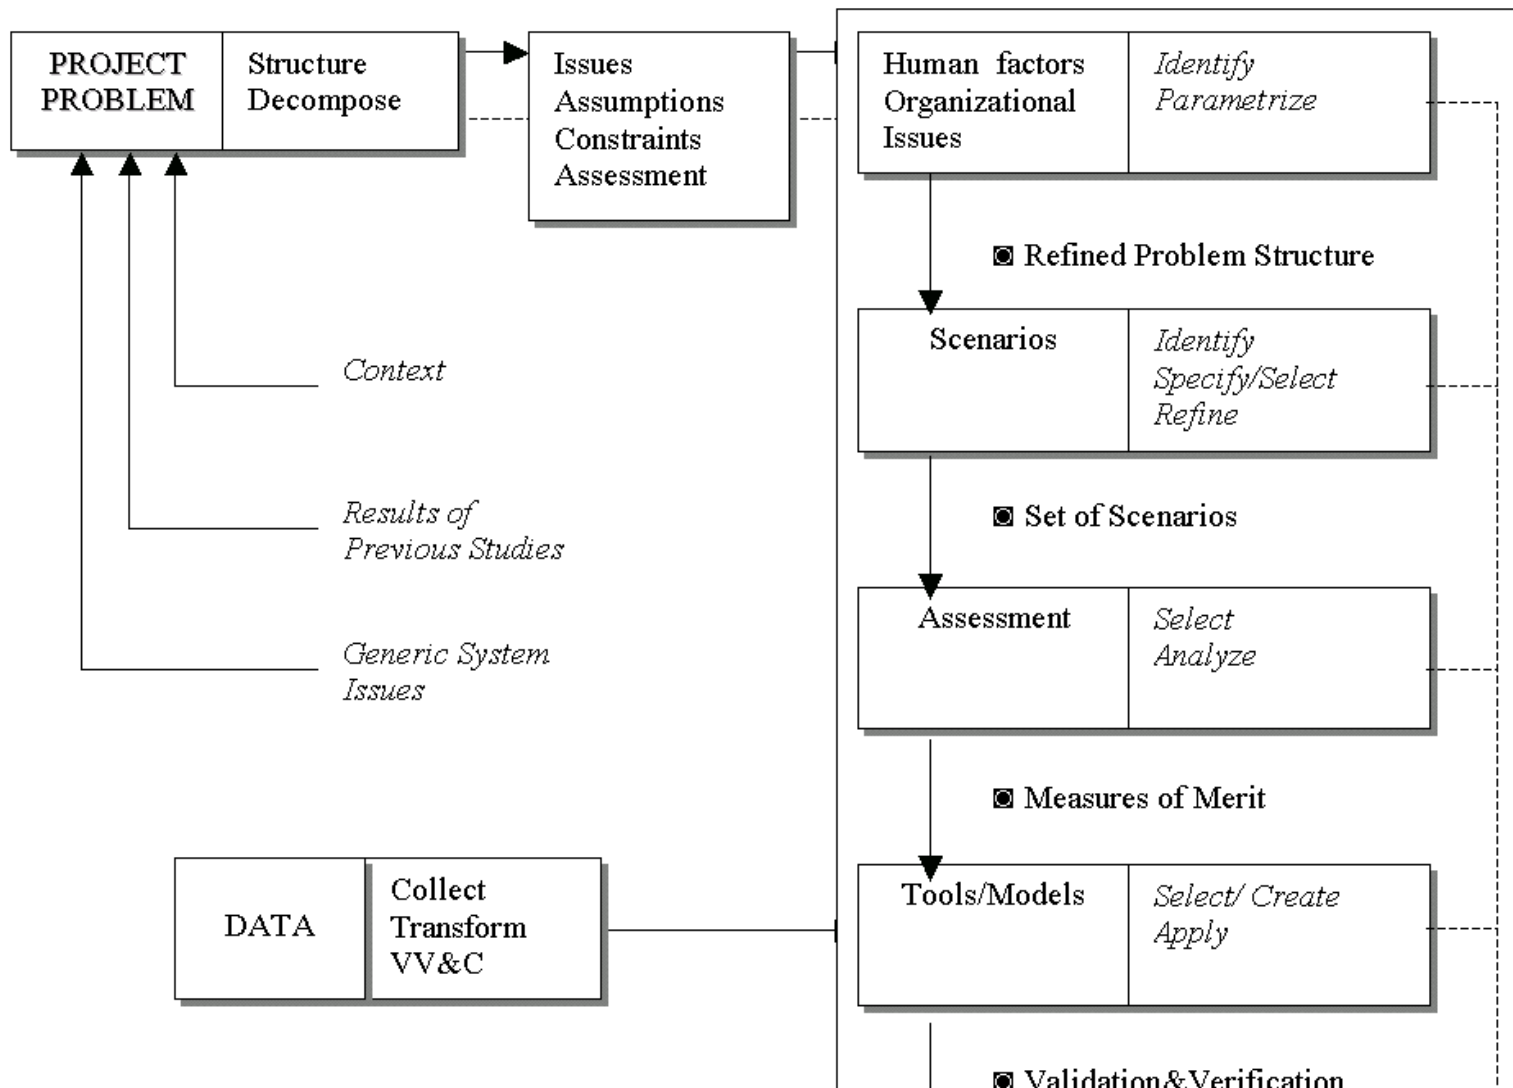 PROJECT
PROBLEM
Structure
Decompose
Issues
Assumptions
Constraints
Assessment
Human factors
Organizational
Issues
Identify
Parametrize
Refined Problem Structure
Scenarios
Identify
Specify/Select
Refine
Context
Set of Scenarios
Results of
Previous Studies
Assessment
Select
Analyze
Generic System
Issues
Measures of Merit
DATA
Collect
Transform
VV&C
Tools/Models
Select/ Create
Apply
Validation&Verification